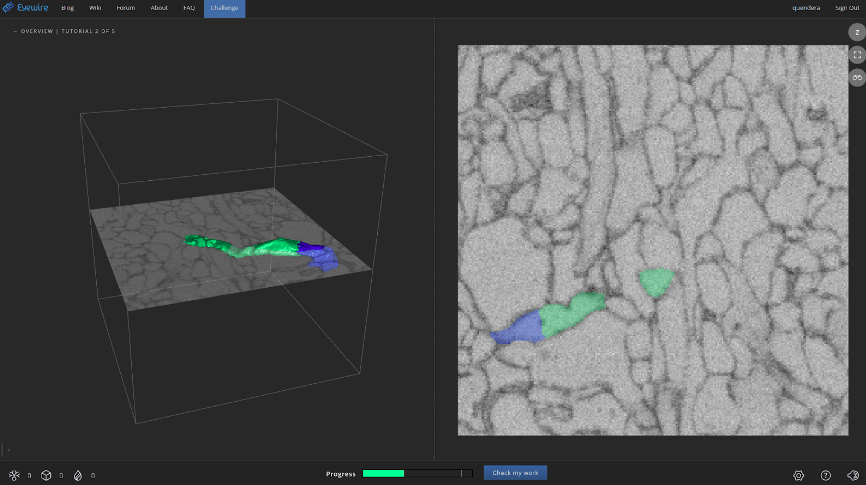 Eyewire Blog Wiki Forum About FAQ Challenge quendera Sign Out
← OVERVIEW | TUTORIAL 2 OF 5
Z
0 0 0 Progress Check my work